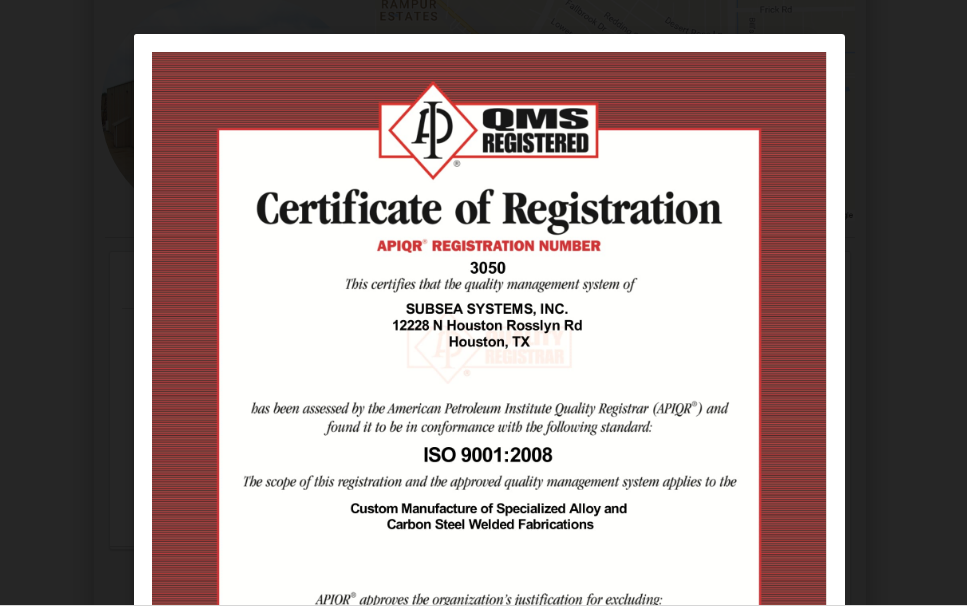 RAMPUR
ESTATES
Frick Rd
API
QMS
REGISTERED
®
Certificate of Registration
APIQR® REGISTRATION NUMBER
3050
This certifies that the quality management system of
SUBSEA SYSTEMS, INC.
12228 N Houston Rosslyn Rd
Houston, TX
REGISTRAR
has been assessed by the American Petroleum Institute Quality Registrar (APIQR®) and
found it to be in conformance with the following standard:
ISO 9001:2008
The scope of this registration and the approved quality management system applies to the
Custom Manufacture of Specialized Alloy and
Carbon Steel Welded Fabrications
APIQR® approves the organization's justification for excluding: